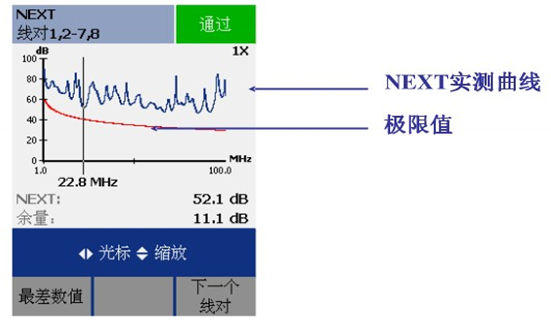 NEXT
线对1,2-7,8
通过
dB
1X
100
80
60
40
20
0
1.0
100.0
MHz
22.8 MHz
NEXT: 52.1 dB
余量: 11.1 dB
光标 缩放
最差数值
下一个
线对
NEXT实测曲线
极限值